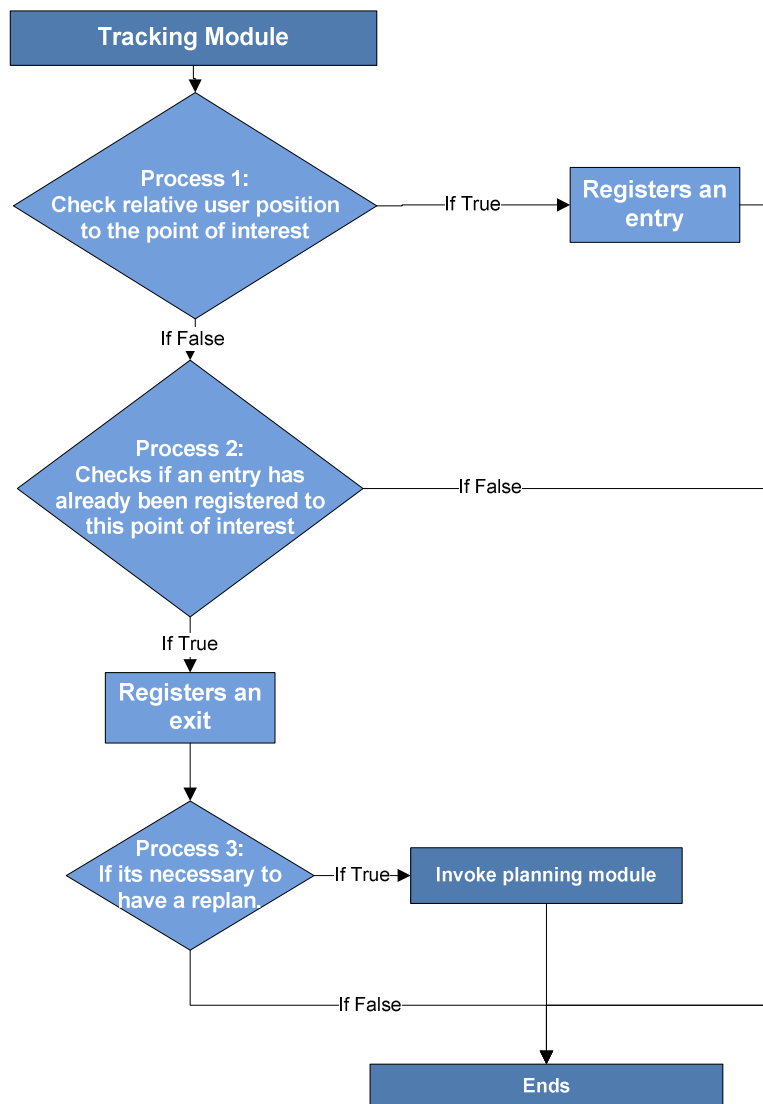 Tracking Module
Process 1:
Check relative user position
to the point of interest
If True
Registers an
entry
If False
Process 2:
Checks if an entry has
already been registered to
this point of interest
If False
If True
Registers an
exit
Process 3:
If its necessary to
have a replan.
If True
Invoke planning module
If False
Ends